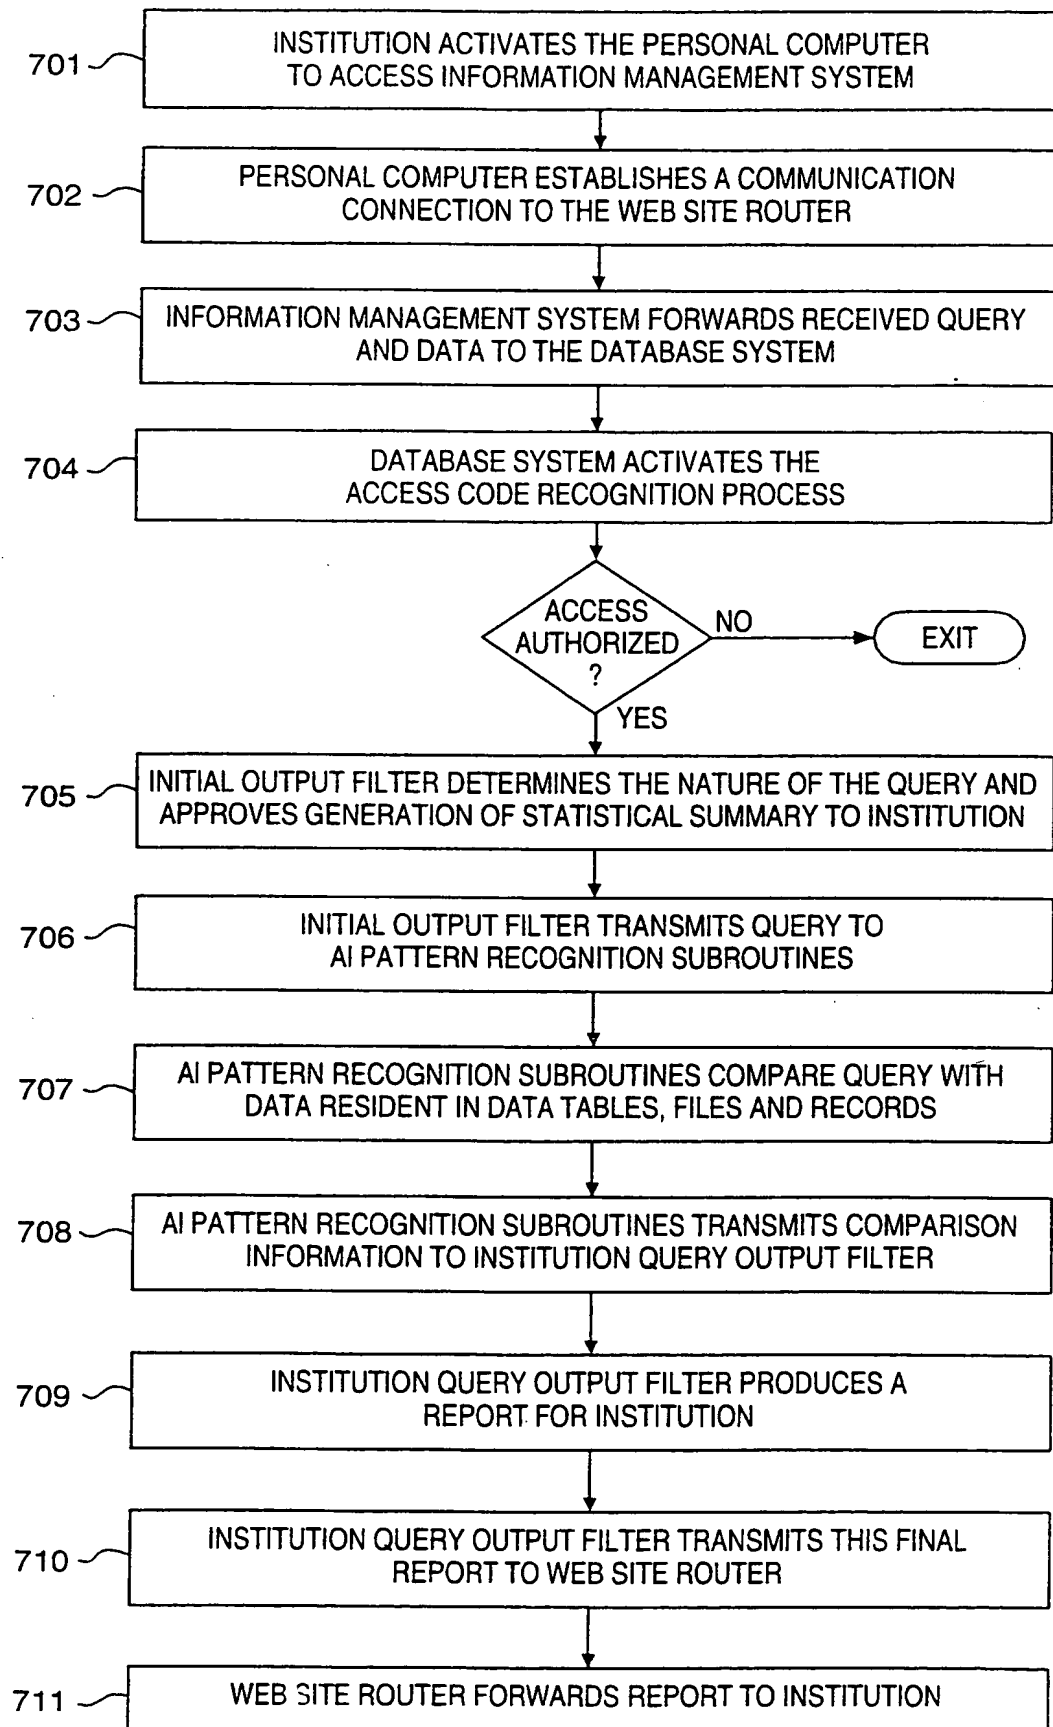 701
INSTITUTION ACTIVATES THE PERSONAL COMPUTER
TO ACCESS INFORMATION MANAGEMENT SYSTEM
702
PERSONAL COMPUTER ESTABLISHES A COMMUNICATION
CONNECTION TO THE WEB SITE ROUTER
703
INFORMATION MANAGEMENT SYSTEM FORWARDS RECEIVED QUERY
AND DATA TO THE DATABASE SYSTEM
704
DATABASE SYSTEM ACTIVATES THE
ACCESS CODE RECOGNITION PROCESS
ACCESS
AUTHORIZED
?
NO
EXIT
YES
705
INITIAL OUTPUT FILTER DETERMINES THE NATURE OF THE QUERY AND
APPROVES GENERATION OF STATISTICAL SUMMARY TO INSTITUTION
706
INITIAL OUTPUT FILTER TRANSMITS QUERY TO
AI PATTERN RECOGNITION SUBROUTINES
707
AI PATTERN RECOGNITION SUBROUTINES COMPARE QUERY WITH
DATA RESIDENT IN DATA TABLES, FILES AND RECORDS
708
AI PATTERN RECOGNITION SUBROUTINES TRANSMITS COMPARISON
INFORMATION TO INSTITUTION QUERY OUTPUT FILTER
709
INSTITUTION QUERY OUTPUT FILTER PRODUCES A
REPORT FOR INSTITUTION
710
INSTITUTION QUERY OUTPUT FILTER TRANSMITS THIS FINAL
REPORT TO WEB SITE ROUTER
711
WEB SITE ROUTER FORWARDS REPORT TO INSTITUTION